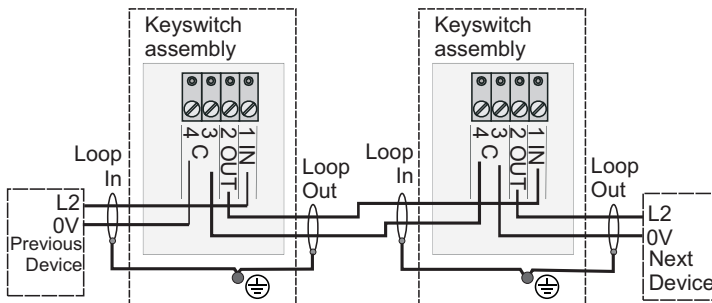 Keyswitch
assembly
4
3 C
2 OUT
1 IN
Loop
In
Loop
Out
L2
0V
Previous
Device
Keyswitch
assembly
4
3 C
2 OUT
1 IN
Loop
In
Loop
Out
L2
0V
Next
Device